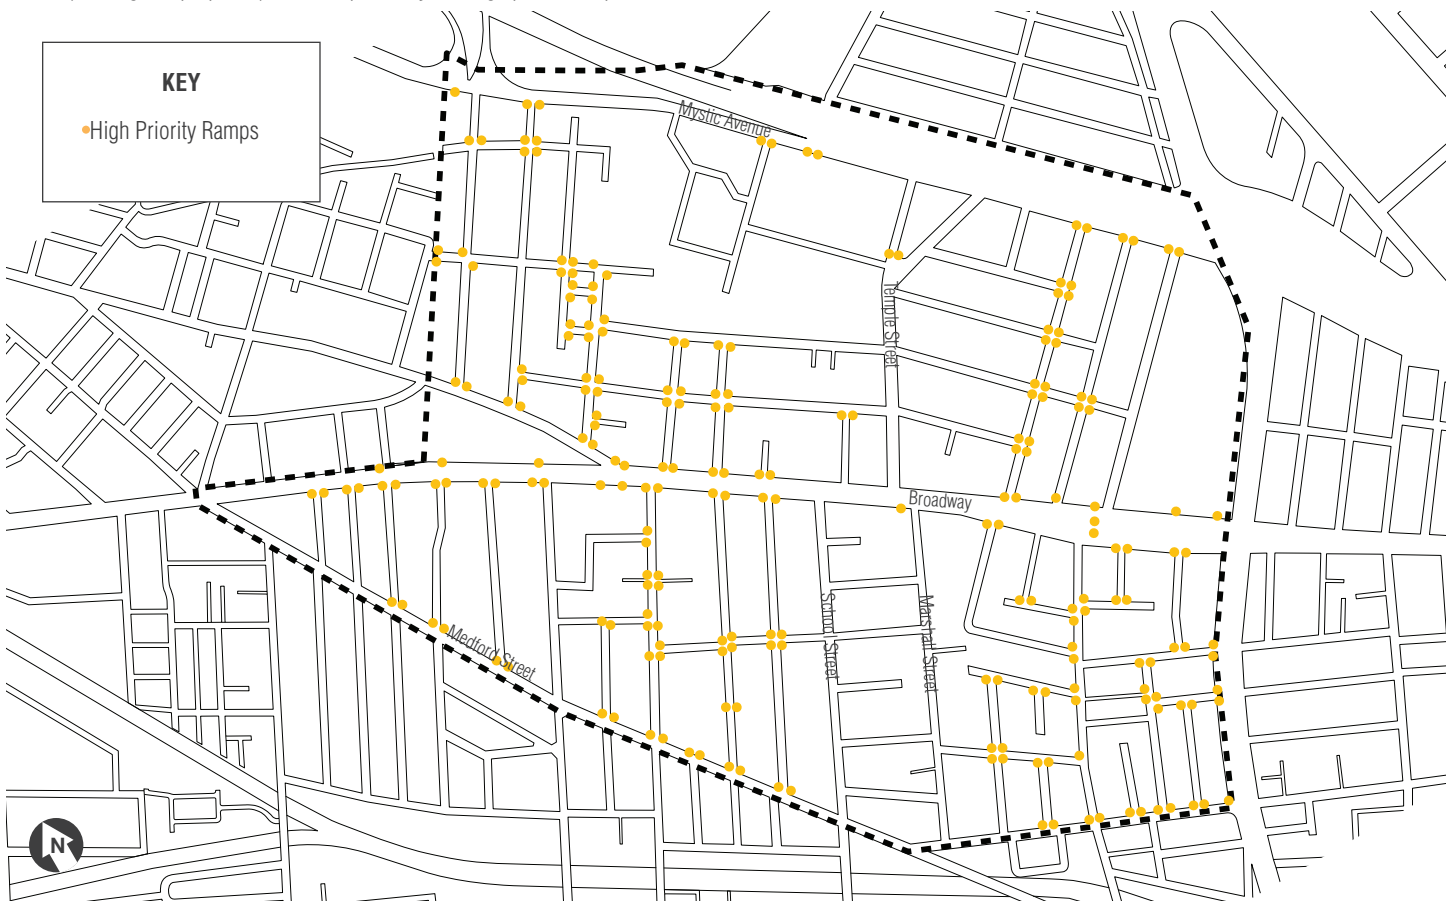 KEY
High Priority Ramps
Mystic Avenue
Temple Street
Broadway
School Street
Marshall Street
Medford Street
N